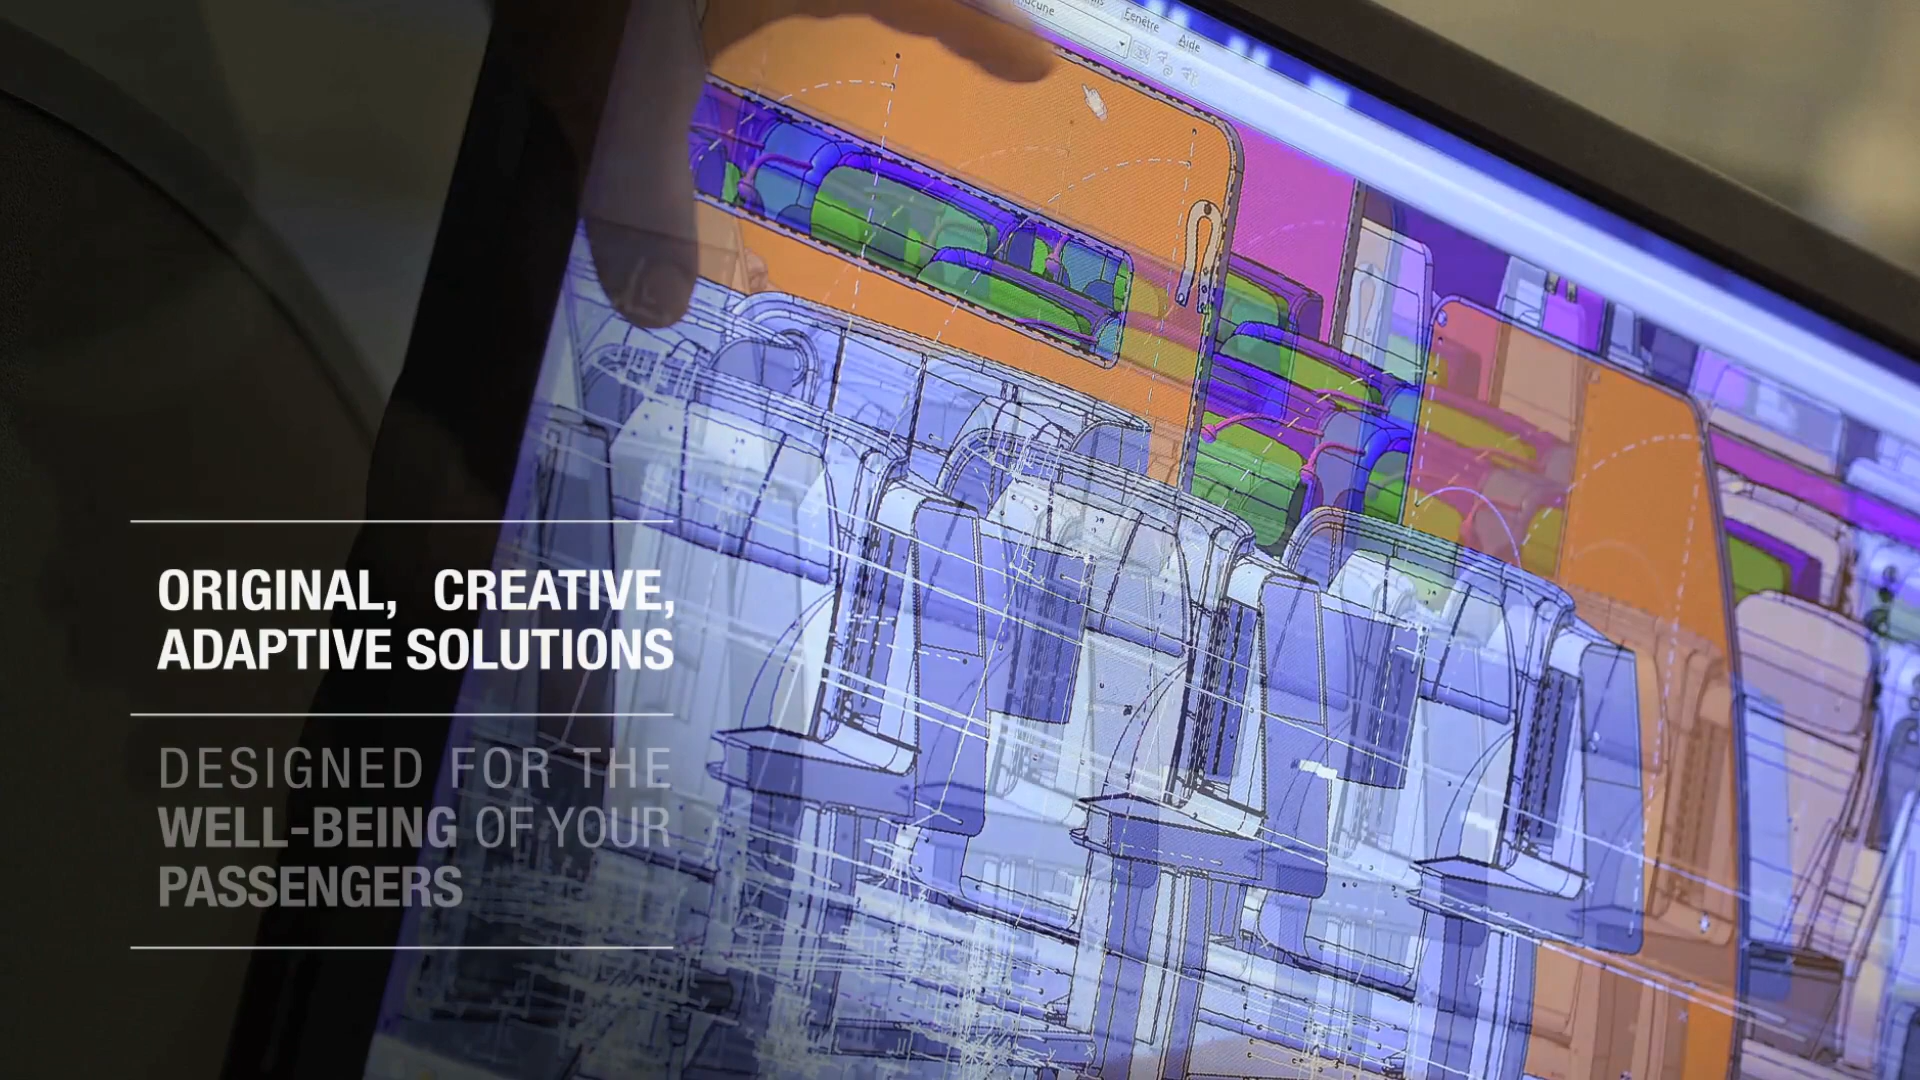 Fenêtre
Aide
ORIGINAL, CREATIVE,
ADAPTIVE SOLUTIONS
DESIGNED FOR THE
WELL-BEING OF YOUR
PASSENGERS